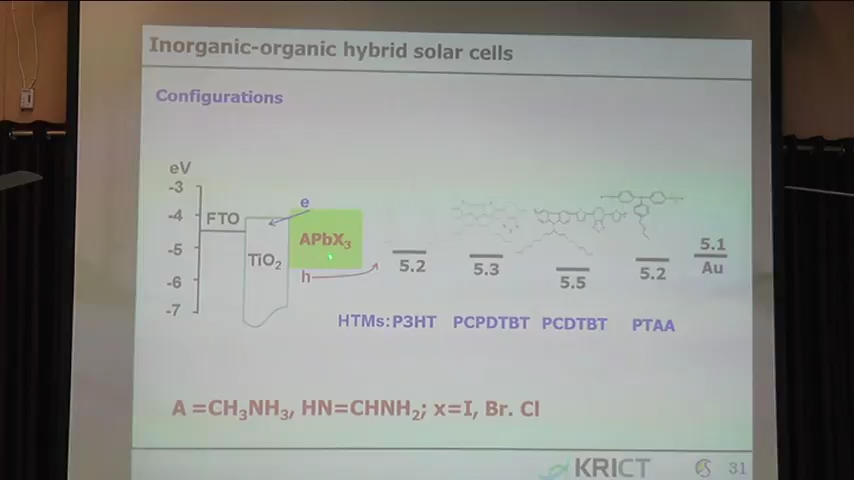 Inorganic-organic hybrid solar cells
Configurations
eV
-3
-4
-5
-6
-7
FTO
TiO₂
e
APbX₃
h
5.2
5.3
5.5
5.2
5.1
Au
HTMs: P3HT PCPDTBT PCDTBT PTAA
A =CH₃NH₃, HN=CHNH₂; x=I, Br. Cl
KRICT 31